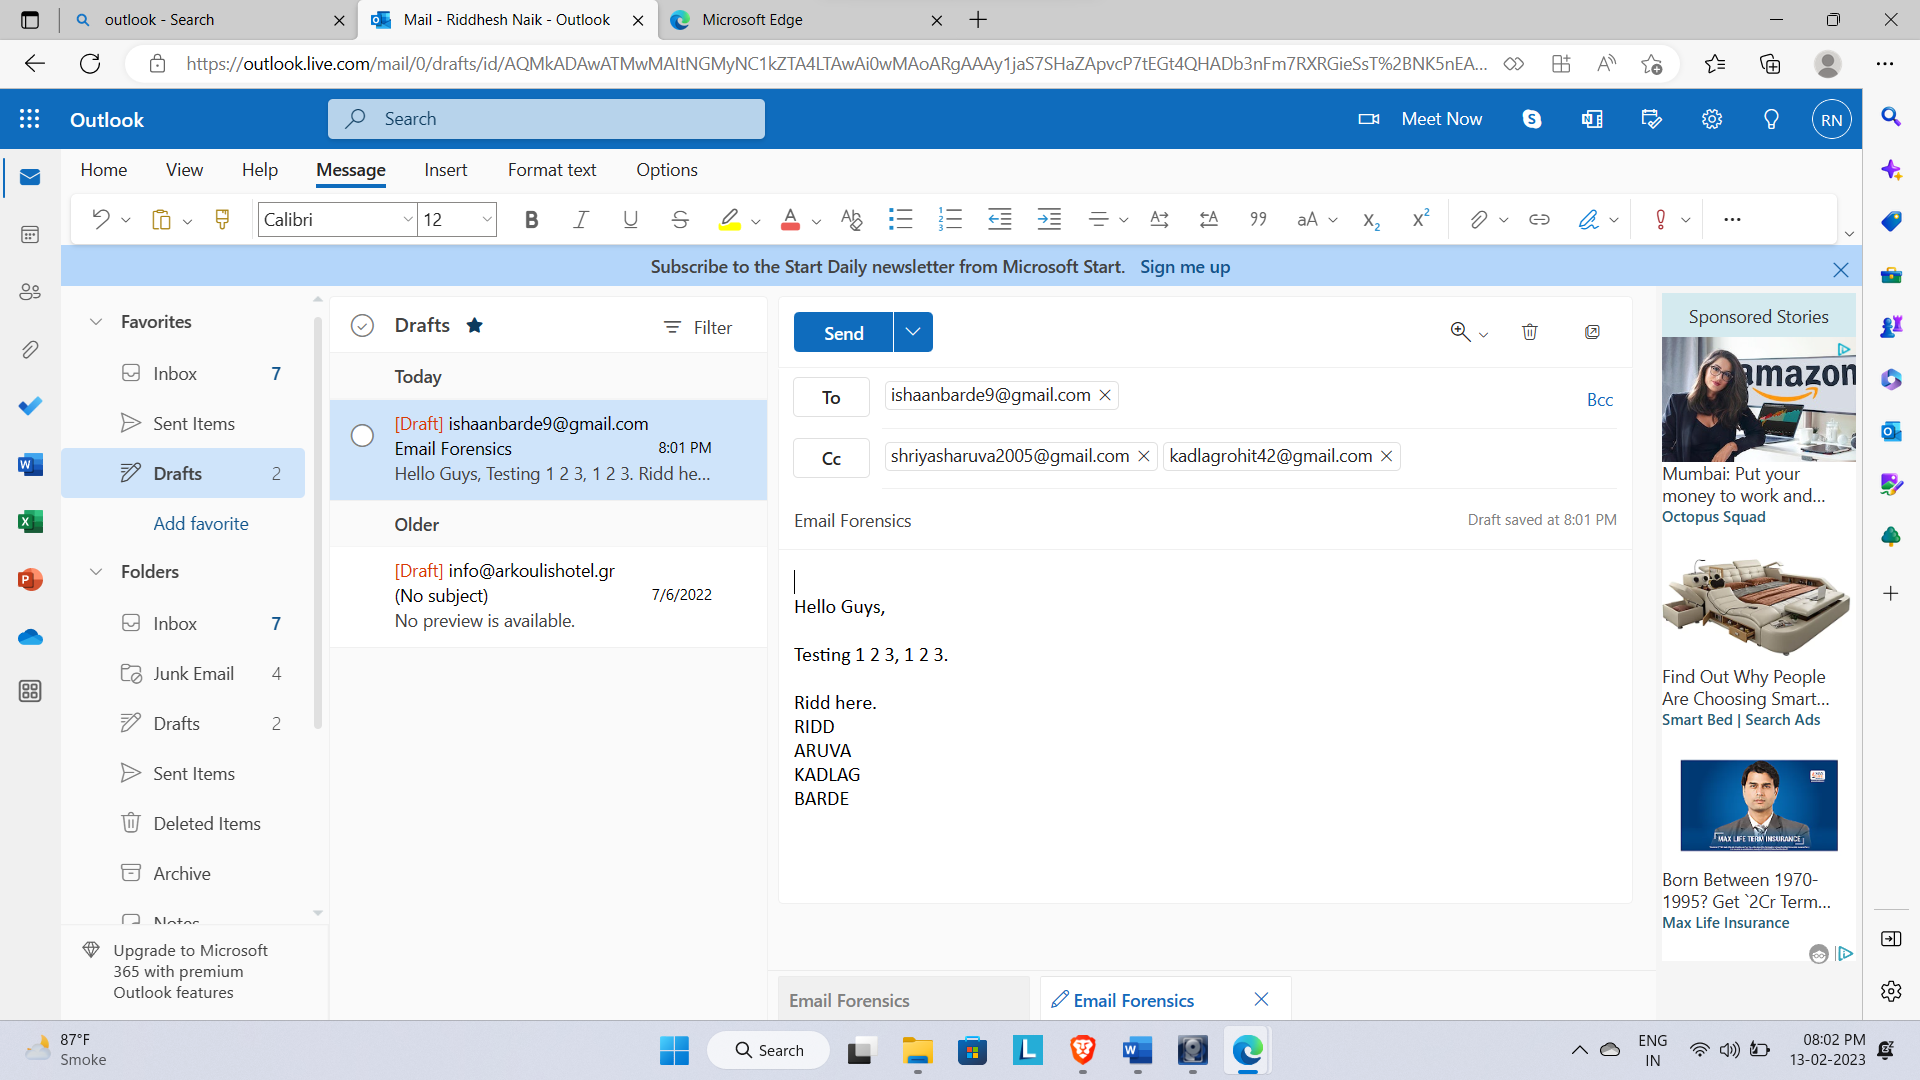 outlook - Search
Mail - Riddhesh Naik - Outlook
Microsoft Edge
https://outlook.live.com/mail/0/drafts/id/AQMkADAwATMwMAItNGMyNC1kZTA4LTAwAi0wMAoARgAAAy1jaS7SHaZApvcP7tEGt4QHADb3nFm7RXRGieSsT%2BNK5nEA...
Outlook
Search
Meet Now
RN
Home
View
Help
Message
Insert
Format text
Options
Calibri
12
Subscribe to the Start Daily newsletter from Microsoft Start. Sign me up
Favorites
Inbox 7
Sent Items
Drafts 2
Add favorite
Folders
Inbox 7
Junk Email 4
Drafts 2
Sent Items
Deleted Items
Archive
Notes
Upgrade to Microsoft
365 with premium
Outlook features
Drafts
Filter
Today
[Draft] ishaanbarde9@gmail.com
Email Forensics 8:01 PM
Hello Guys, Testing 1 2 3, 1 2 3. Ridd he...
Older
[Draft] info@arkoulishotel.gr
(No subject) 7/6/2022
No preview is available.
Send
To
ishaanbarde9@gmail.com
Bcc
Cc
shriyasharuva2005@gmail.com
kadlagrohit42@gmail.com
Email Forensics
Draft saved at 8:01 PM
Hello Guys,
Testing 1 2 3, 1 2 3.
Ridd here.
RIDD
ARUVA
KADLAG
BARDE
Email Forensics
Email Forensics
Sponsored Stories
amazon
Mumbai: Put your
money to work and...
Octopus Squad
Find Out Why People
Are Choosing Smart...
Smart Bed | Search Ads
MAX LIFE TERM INSURANCE
Born Between 1970-
1995? Get `2Cr Term...
Max Life Insurance
87°F
Smoke
Search
ENG
IN
08:02 PM
13-02-2023